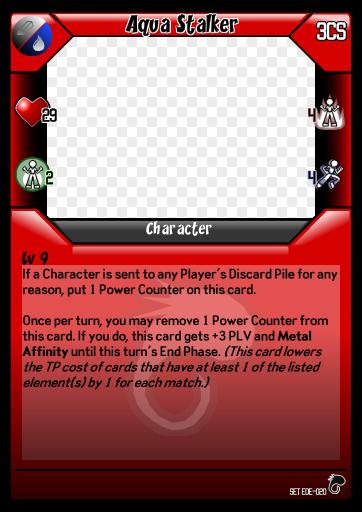 Aqua Stalker
3CS
29
4
2
4
Character
Lv 9
If a Character is sent to any Player's Discard Pile for any
reason, put 1 Power Counter on this card.
Once per turn, you may remove 1 Power Counter from
this card. If you do, this card gets +3 PLV and Metal
Affinity until this turn's End Phase. (This card lowers
the TP cost of cards that have at least 1 of the listed
element(s) by 1 for each match.)
SET EOE-020